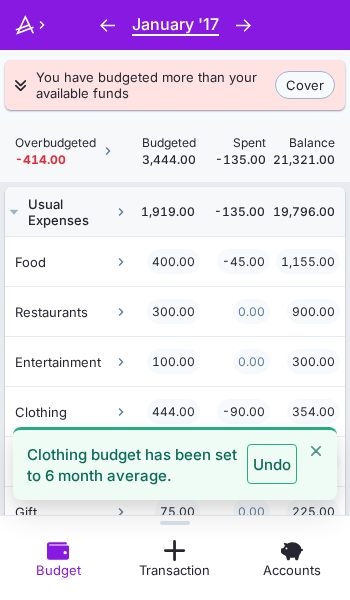 January '17
You have budgeted more than your
available funds
Cover
Overbudgeted Budgeted Spent Balance
-414.00 3,444.00 -135.00 21,321.00
Usual
Expenses 1,919.00 -135.00 19,796.00
Food 400.00 -45.00 1,155.00
Restaurants 300.00 0.00 900.00
Entertainment 100.00 0.00 300.00
Clothing 444.00 -90.00 354.00
Clothing budget has been set
to 6 month average.
Undo
Gift 75.00 0.00 225.00
Budget Transaction Accounts